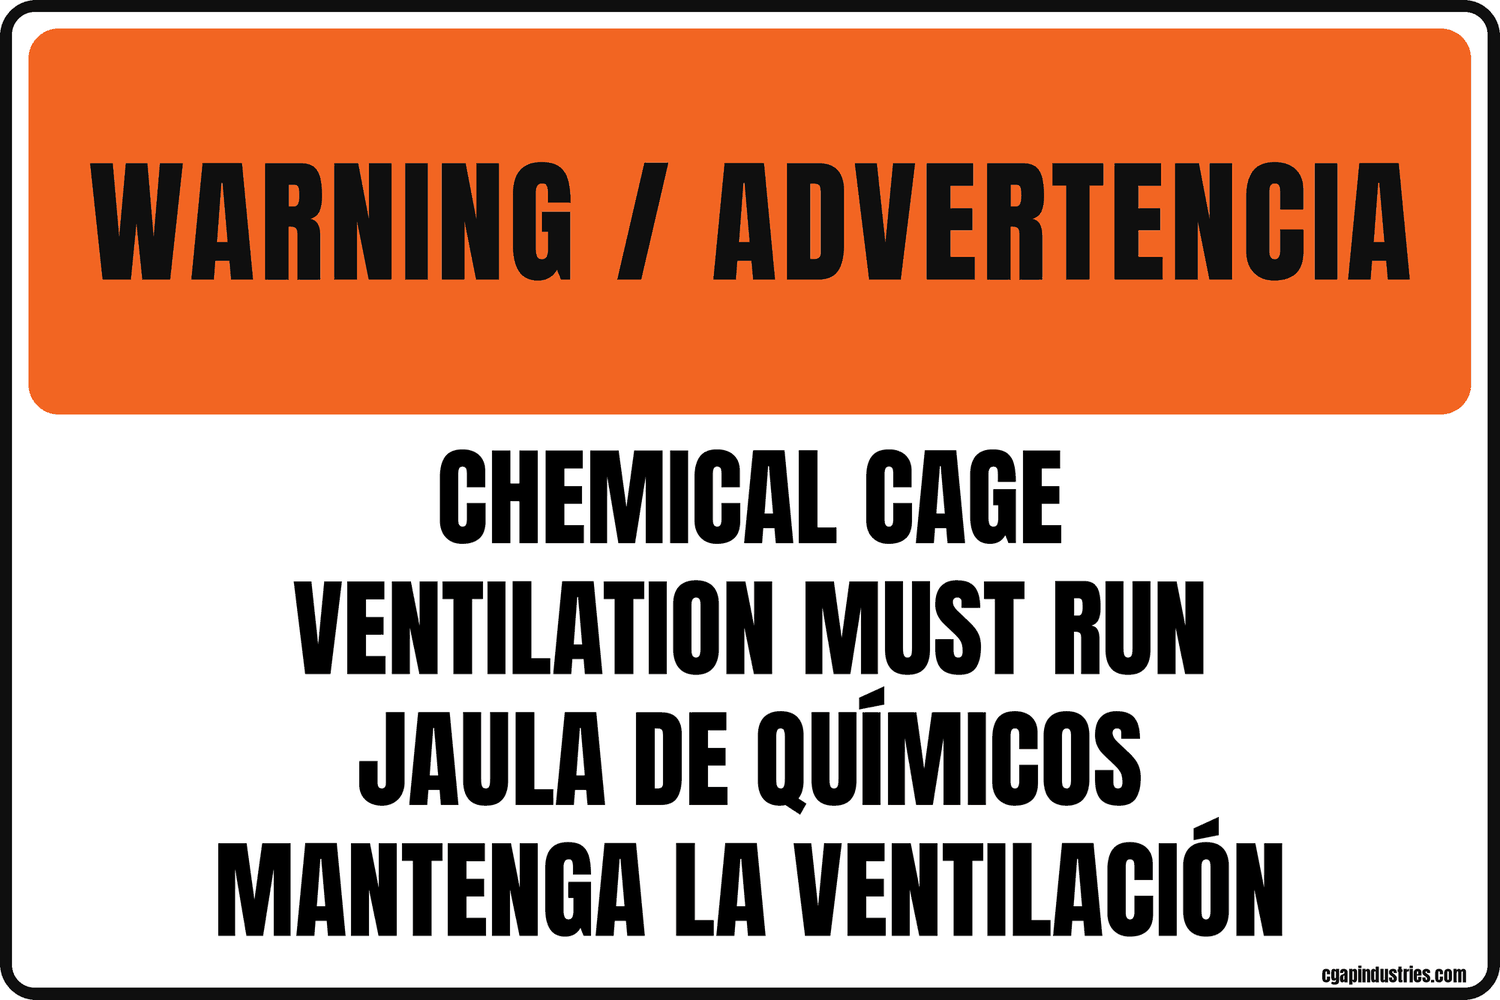 WARNING / ADVERTENCIA
CHEMICAL CAGE
VENTILATION MUST RUN
JAULA DE QUÍMICOS
MANTENGA LA VENTILACIÓN
cgapindustries.com